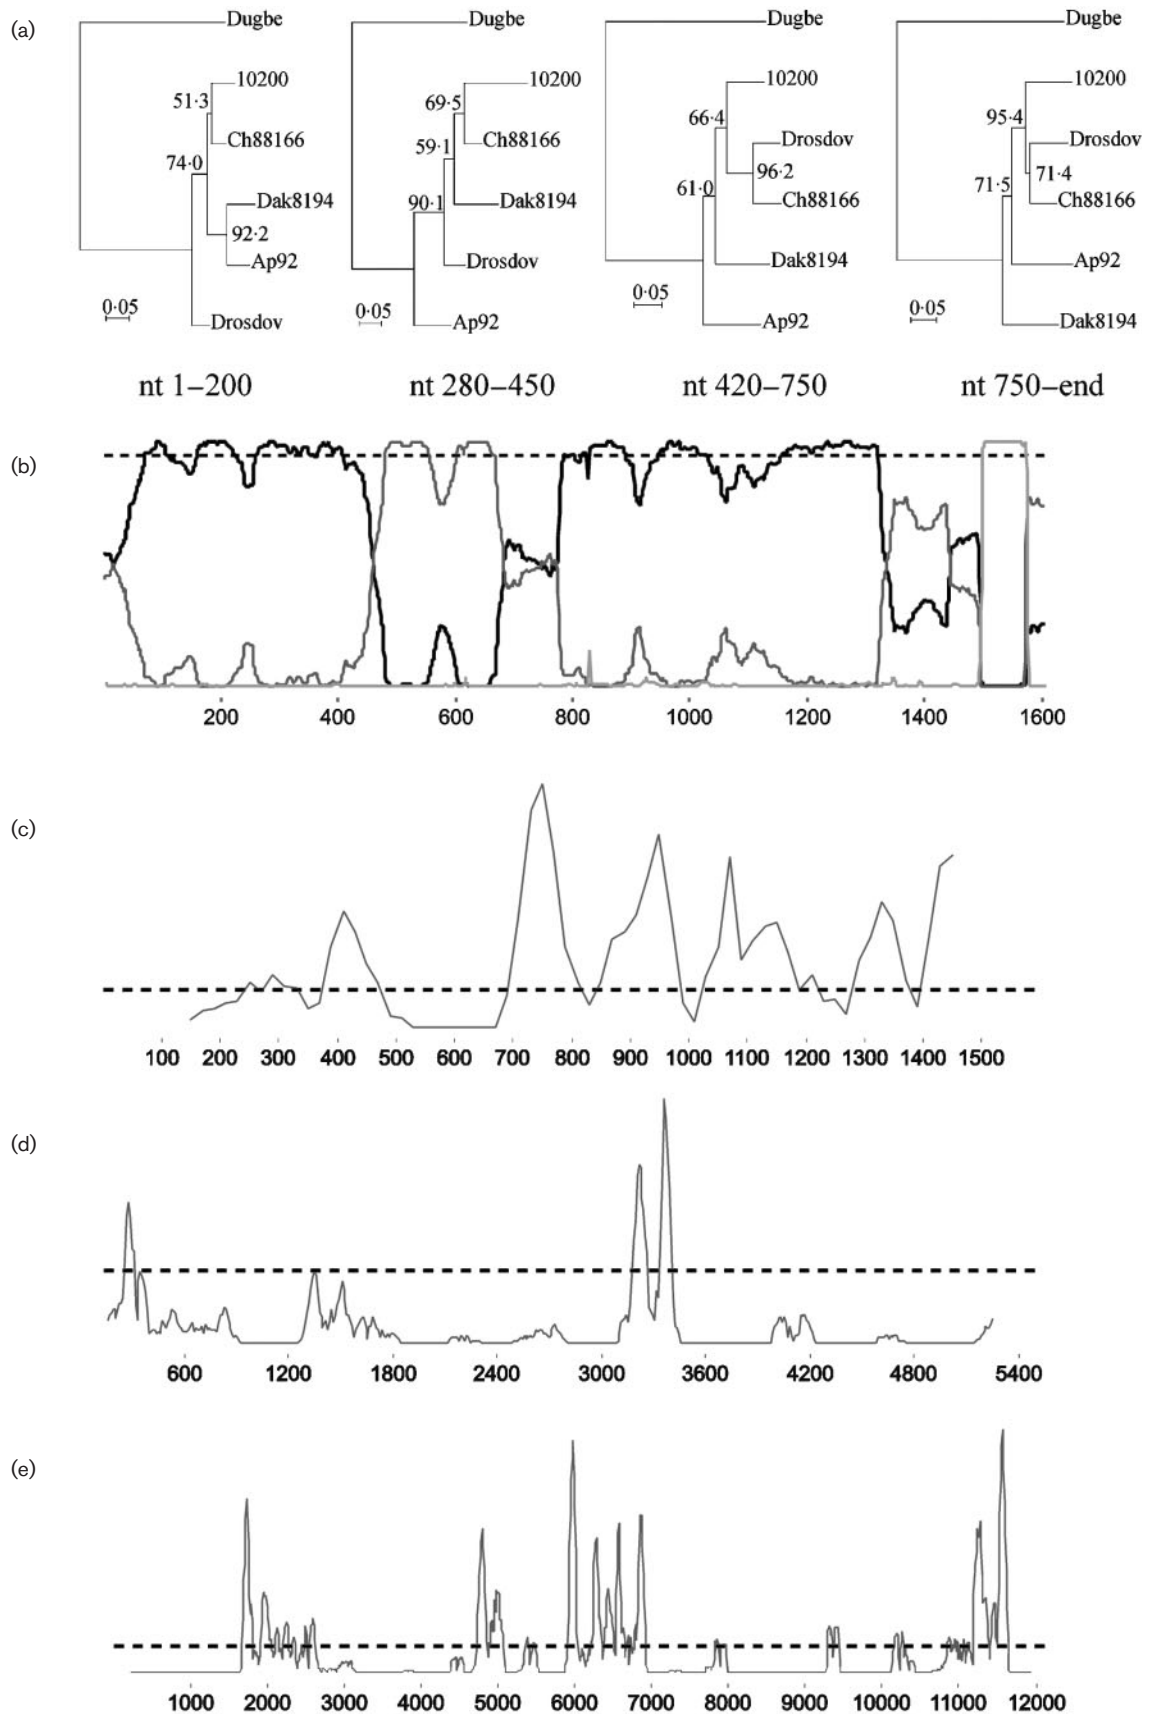 (a)
Dugbe
10200
51·3
Ch88166
74·0
Dak8194
92·2
Ap92
Drosdov
0·05
Dugbe
10200
69·5
Ch88166
59·1
Dak8194
90·1
Drosdov
Ap92
0·05
Dugbe
10200
66·4
Drosdov
96·2
Ch88166
61·0
Dak8194
Ap92
0·05
Dugbe
10200
95·4
Drosdov
71·4
Ch88166
71·5
Ap92
Dak8194
0·05
nt 1–200 nt 280–450 nt 420–750 nt 750–end
(b)
200 400 600 800 1000 1200 1400 1600
(c)
100 200 300 400 500 600 700 800 900 1000 1100 1200 1300 1400 1500
(d)
600 1200 1800 2400 3000 3600 4200 4800 5400
(e)
1000 2000 3000 4000 5000 6000 7000 8000 9000 10000 11000 12000